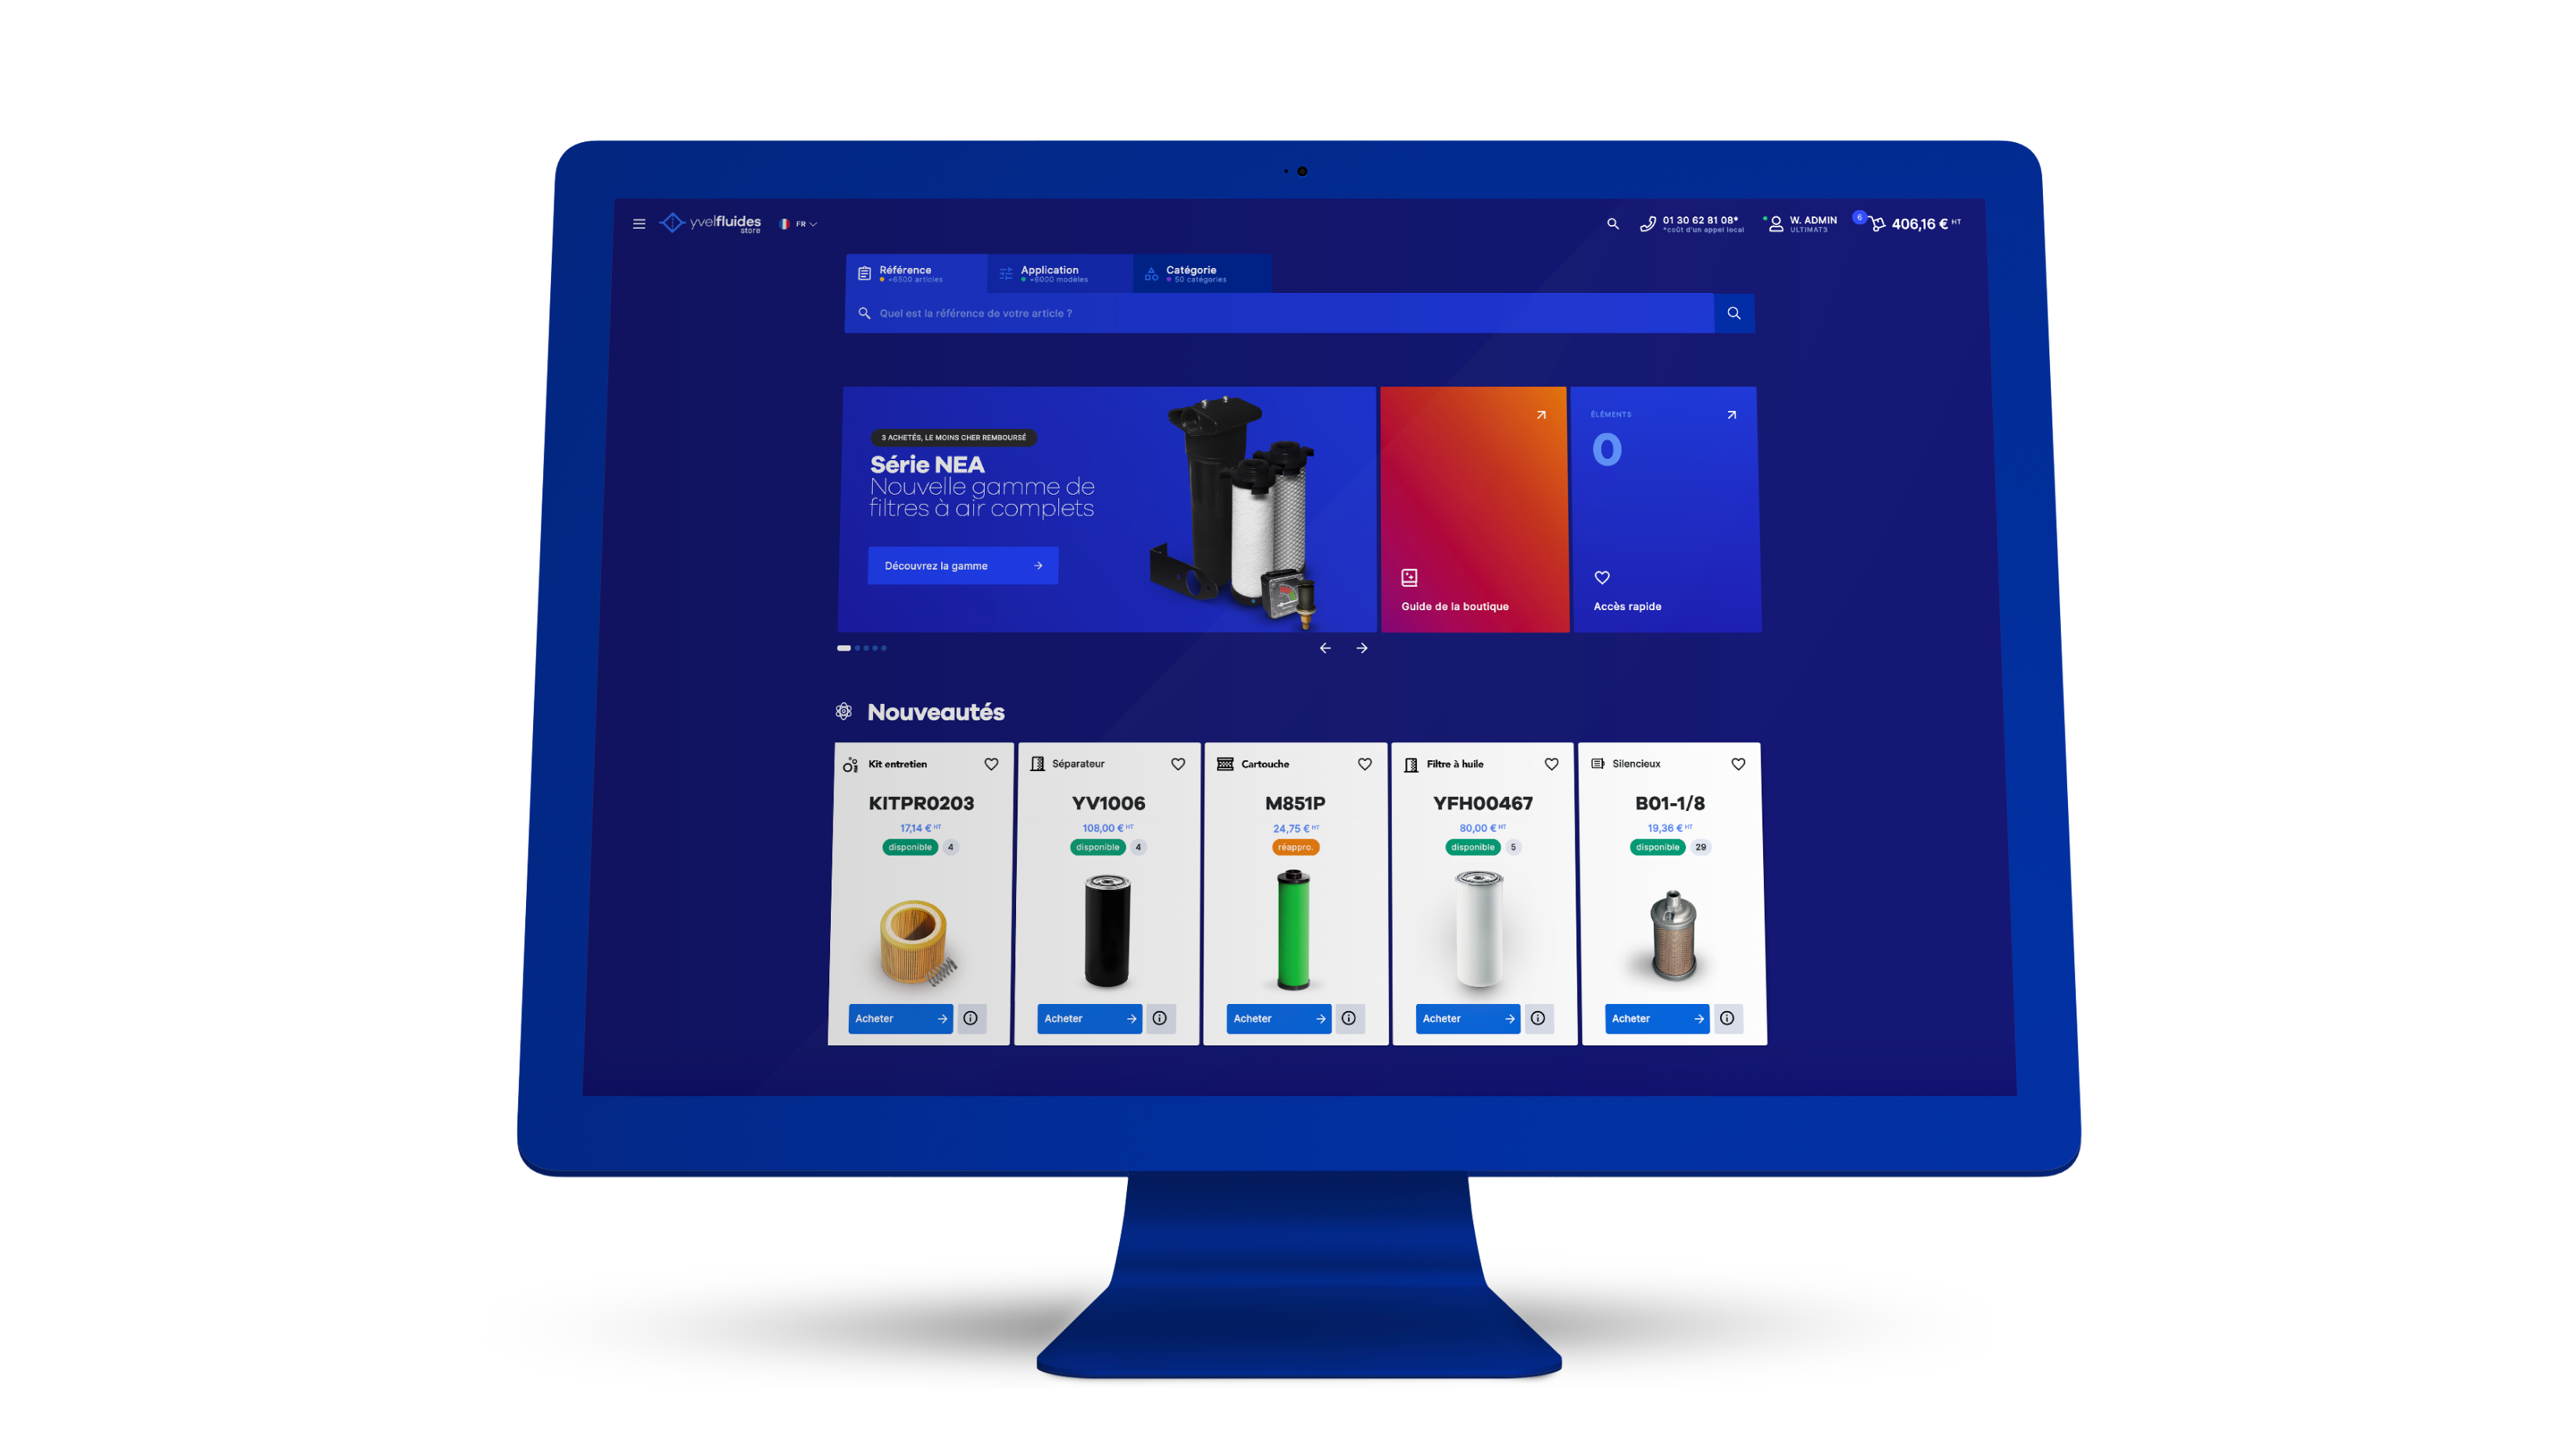 yvelfluides
store
FR
01 30 62 81 08*
*coût d'un appel local
W. ADMIN
ULTIMAT3
6
406,16 € HT
Référence
+6500 articles
Application
+6000 modèles
Catégorie
50 catégories
Quel est la référence de votre article ?
3 ACHETÉS, LE MOINS CHER REMBOURSÉ
Série NEA
Nouvelle gamme de
filtres à air complets
Découvrez la gamme
Guide de la boutique
ÉLÉMENTS
0
Accès rapide
Nouveautés
Kit entretien
KITPR0203
17,14 € HT
disponible 4
Acheter
Séparateur
YV1006
108,00 € HT
disponible 4
Acheter
Cartouche
M851P
24,75 € HT
réappro.
Acheter
Filtre à huile
YFH00467
80,00 € HT
disponible 5
Acheter
Silencieux
B01-1/8
19,36 € HT
disponible 29
Acheter